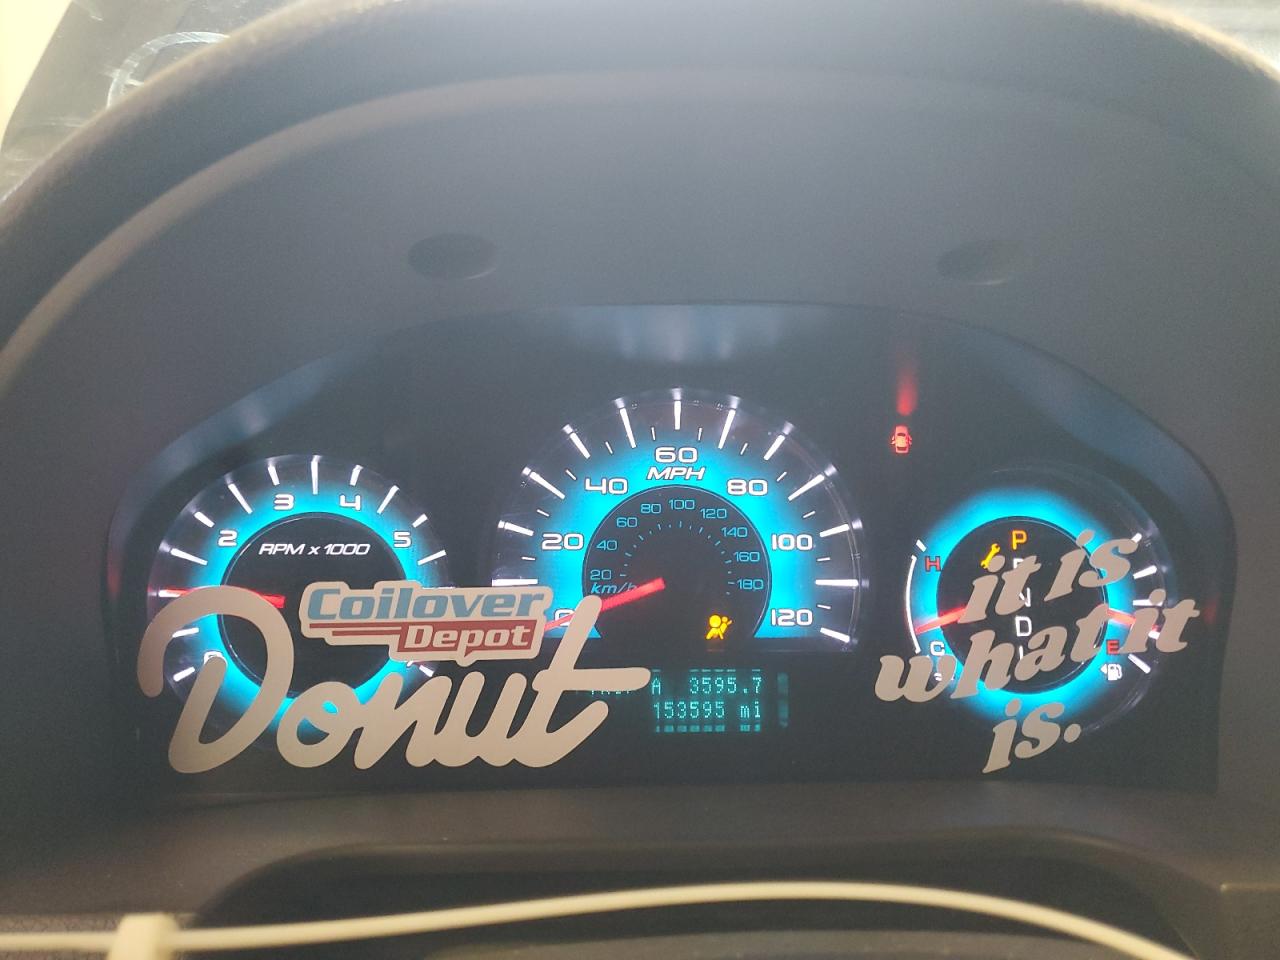 60
MPH
40 80
20 100
120
20 40 60 80 100 120 140 160 180
km/h
2 3 4 5
RPM x 1000
Coilover
Depot
Donut
A 3595.7
153595 mi
H
C
P
N
D
E
it is
what it
is.